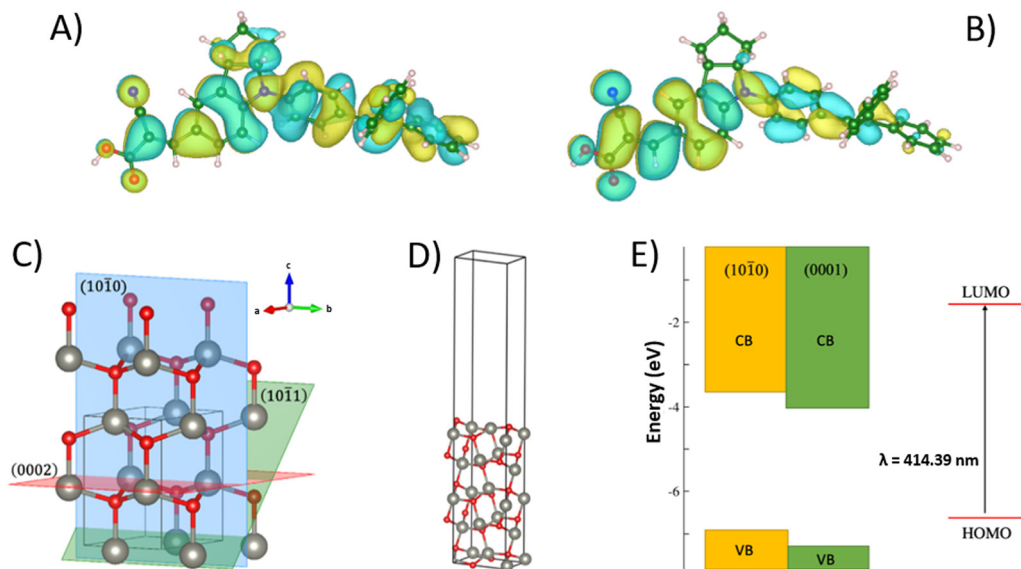 A)
B)
C)
(101̄0)
c
a
b
(101̄1)
(0002)
D)
E)
Energy (eV)
-2
-4
-6
(101̄0)
(0001)
CB
CB
VB
VB
LUMO
λ = 414.39 nm
HOMO